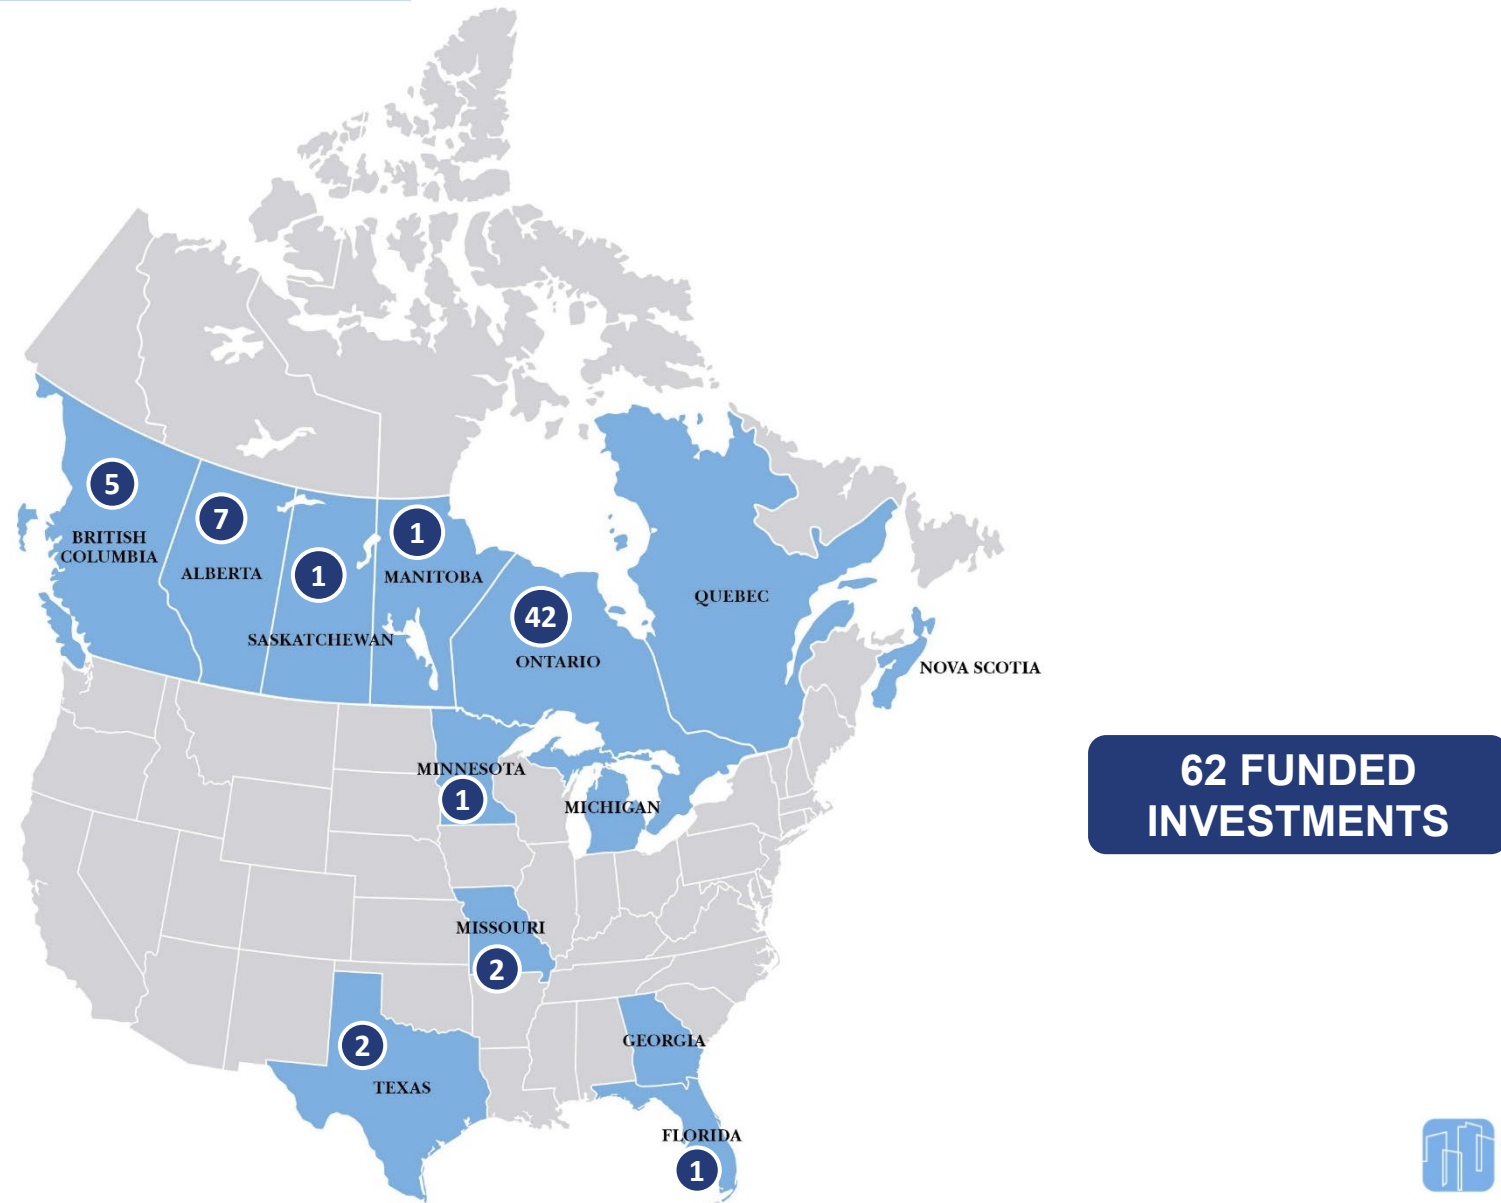 5
BRITISH
COLUMBIA
7
ALBERTA
1
SASKATCHEWAN
1
MANITOBA
42
ONTARIO
QUEBEC
NOVA SCOTIA
MINNESOTA
1
MICHIGAN
MISSOURI
2
2
TEXAS
GEORGIA
FLORIDA
1
62 FUNDED
INVESTMENTS